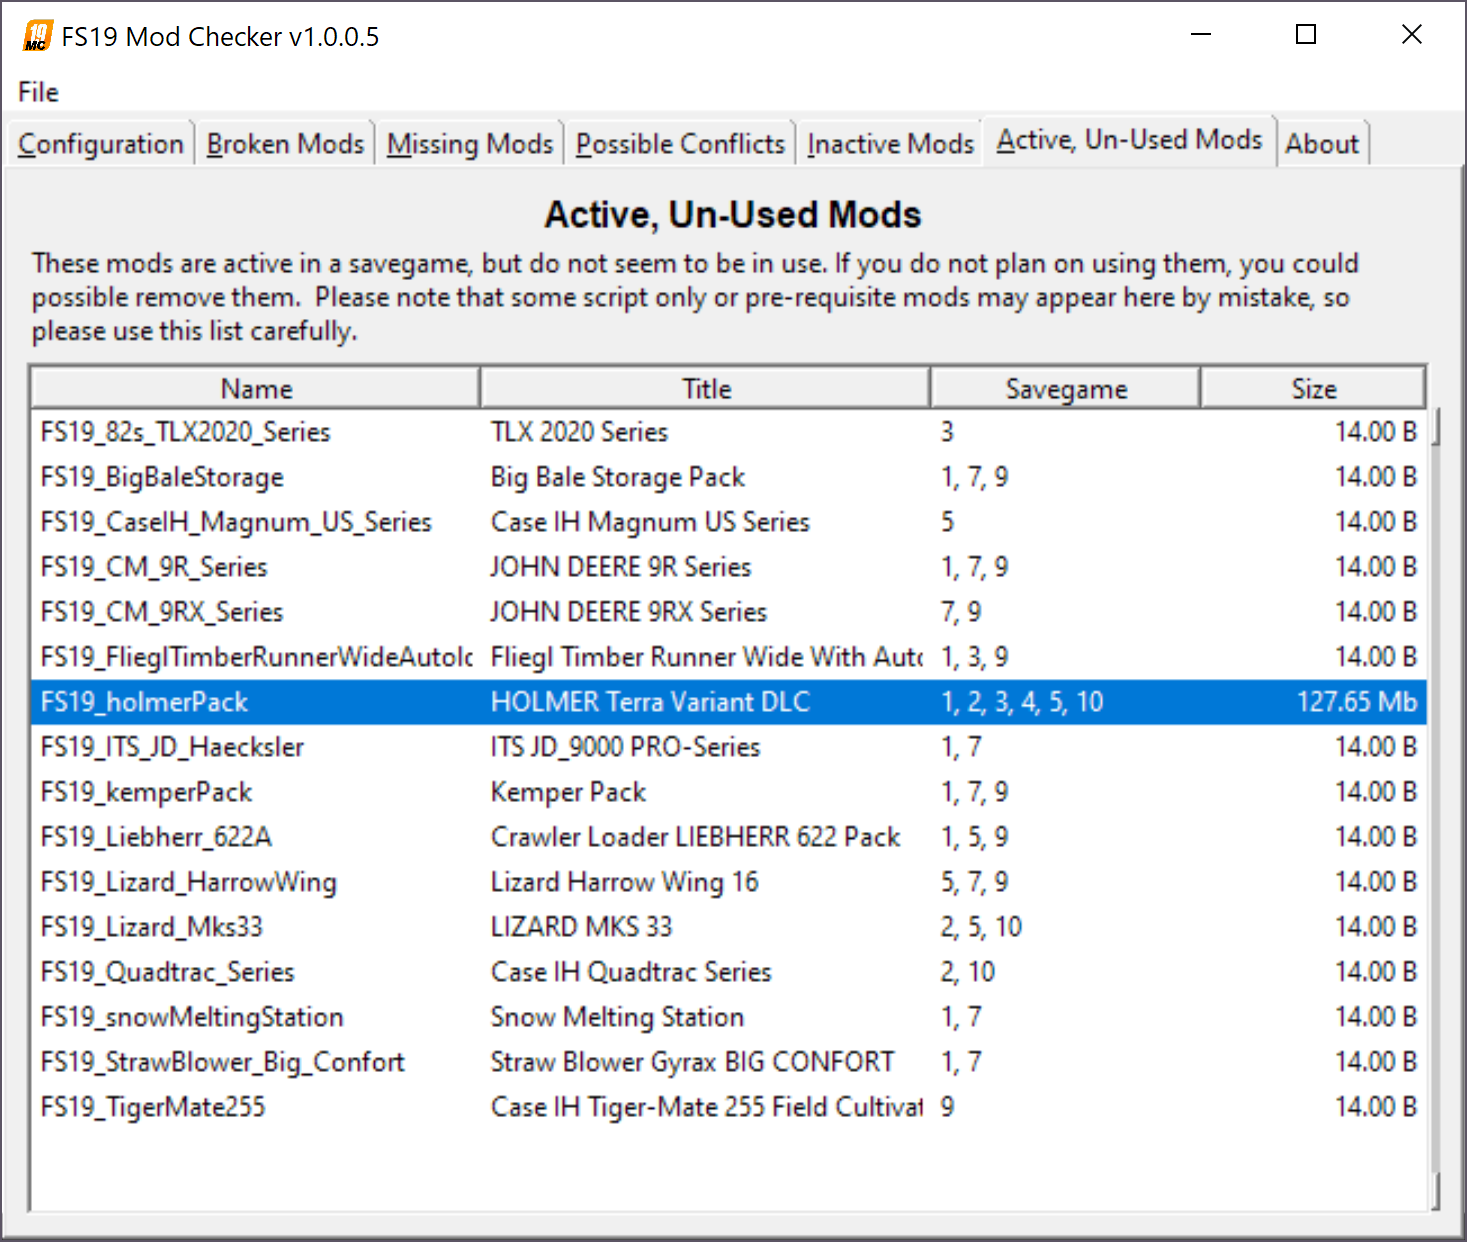 19 MC FS19 Mod Checker v1.0.0.5
File
Configuration Broken Mods Missing Mods Possible Conflicts Inactive Mods Active, Un-Used Mods About
Active, Un-Used Mods
These mods are active in a savegame, but do not seem to be in use. If you do not plan on using them, you could
possible remove them.  Please note that some script only or pre-requisite mods may appear here by mistake, so
please use this list carefully.
Name Title Savegame Size
FS19_82s_TLX2020_Series TLX 2020 Series 3 14.00 B
FS19_BigBaleStorage Big Bale Storage Pack 1, 7, 9 14.00 B
FS19_CaseIH_Magnum_US_Series Case IH Magnum US Series 5 14.00 B
FS19_CM_9R_Series JOHN DEERE 9R Series 1, 7, 9 14.00 B
FS19_CM_9RX_Series JOHN DEERE 9RX Series 7, 9 14.00 B
FS19_FlieglTimberRunnerWideAutolc Fliegl Timber Runner Wide With Autc 1, 3, 9 14.00 B
FS19_holmerPack HOLMER Terra Variant DLC 1, 2, 3, 4, 5, 10 127.65 Mb
FS19_ITS_JD_Haecksler ITS JD_9000 PRO-Series 1, 7 14.00 B
FS19_kemperPack Kemper Pack 1, 7, 9 14.00 B
FS19_Liebherr_622A Crawler Loader LIEBHERR 622 Pack 1, 5, 9 14.00 B
FS19_Lizard_HarrowWing Lizard Harrow Wing 16 5, 7, 9 14.00 B
FS19_Lizard_Mks33 LIZARD MKS 33 2, 5, 10 14.00 B
FS19_Quadtrac_Series Case IH Quadtrac Series 2, 10 14.00 B
FS19_snowMeltingStation Snow Melting Station 1, 7 14.00 B
FS19_StrawBlower_Big_Confort Straw Blower Gyrax BIG CONFORT 1, 7 14.00 B
FS19_TigerMate255 Case IH Tiger-Mate 255 Field Cultivat 9 14.00 B